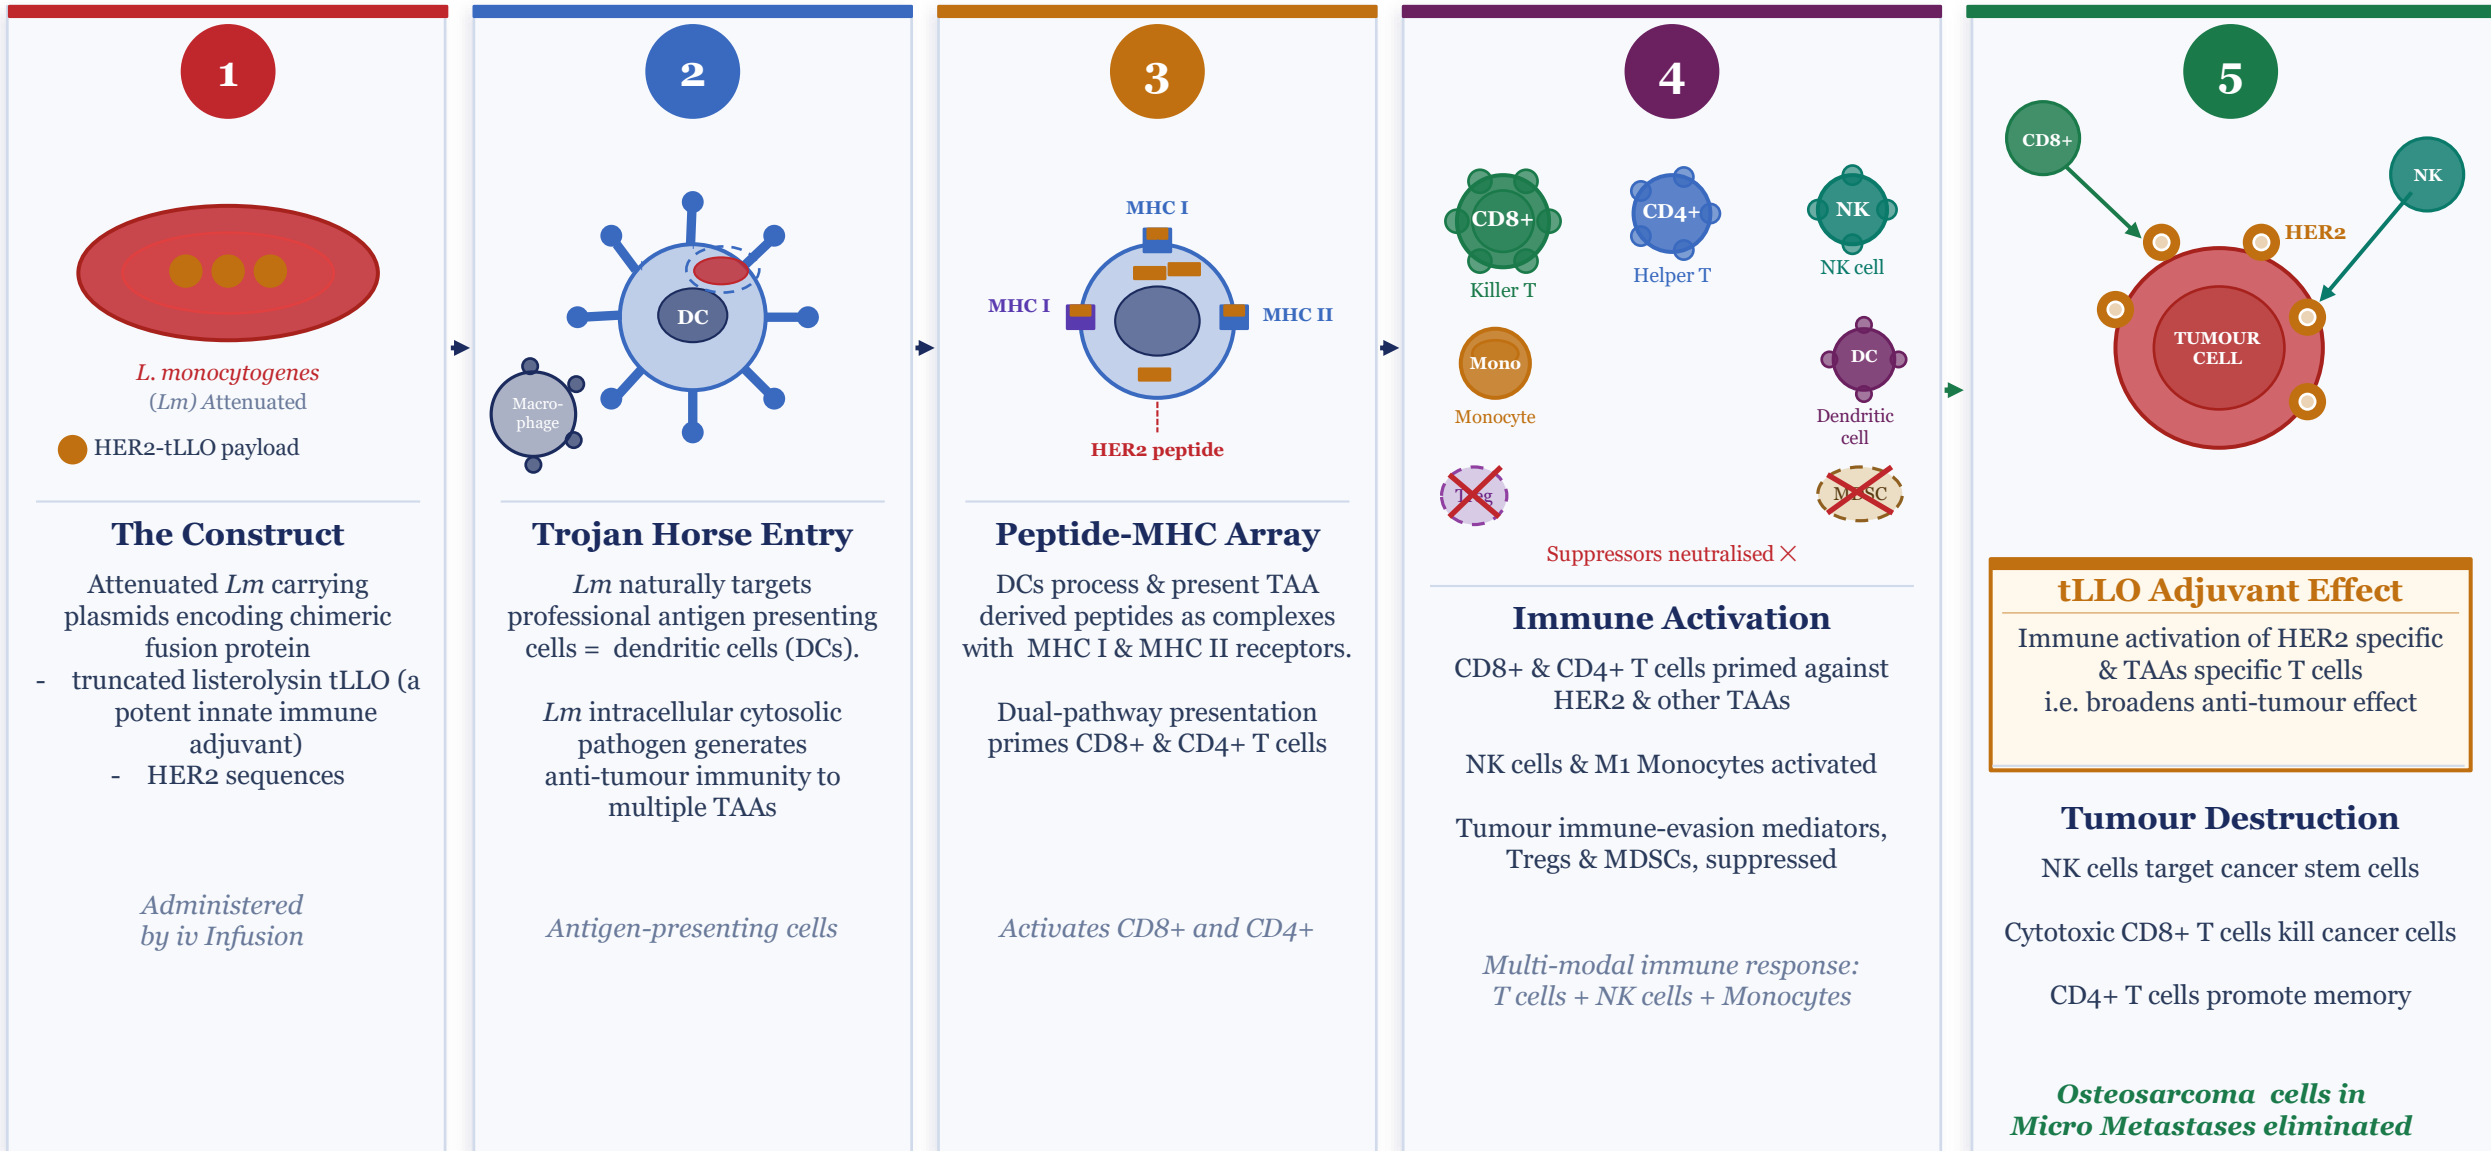 1
L. monocytogenes
(Lm) Attenuated
HER2-tLLO payload
The Construct
Attenuated Lm carrying
plasmids encoding chimeric
fusion protein
- truncated listerolysin tLLO (a
potent innate immune
adjuvant)
- HER2 sequences
Administered
by iv Infusion
2
DC
Macro-
phage
Trojan Horse Entry
Lm naturally targets
professional antigen presenting
cells = dendritic cells (DCs).
Lm intracellular cytosolic
pathogen generates
anti-tumour immunity to
multiple TAAs
Antigen-presenting cells
3
MHC I
MHC I
MHC II
HER2 peptide
Peptide-MHC Array
DCs process & present TAA
derived peptides as complexes
with MHC I & MHC II receptors.
Dual-pathway presentation
primes CD8+ & CD4+ T cells
Activates CD8+ and CD4+
4
CD8+
Killer T
CD4+
Helper T
NK
NK cell
Mono
Monocyte
DC
Dendritic
cell
Treg
MDSC
Suppressors neutralised ×
Immune Activation
CD8+ & CD4+ T cells primed against
HER2 & other TAAs
NK cells & M1 Monocytes activated
Tumour immune-evasion mediators,
Tregs & MDSCs, suppressed
Multi-modal immune response:
T cells + NK cells + Monocytes
5
CD8+
NK
HER2
TUMOUR
CELL
tLLO Adjuvant Effect
Immune activation of HER2 specific
& TAAs specific T cells
i.e. broadens anti-tumour effect
Tumour Destruction
NK cells target cancer stem cells
Cytotoxic CD8+ T cells kill cancer cells
CD4+ T cells promote memory
Osteosarcoma cells in
Micro Metastases eliminated